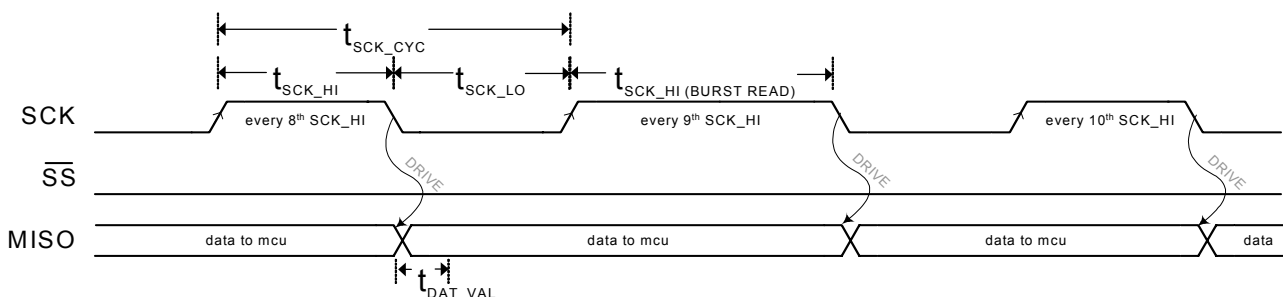 tSCK_CYC
tSCK_HI
tSCK_LO
tSCK_HI (BURST READ)
SCK
every 8th SCK_HI
every 9th SCK_HI
every 10th SCK_HI
SS
DRIVE
DRIVE
DRIVE
MISO
data to mcu
data to mcu
data to mcu
data
tDAT_VAL